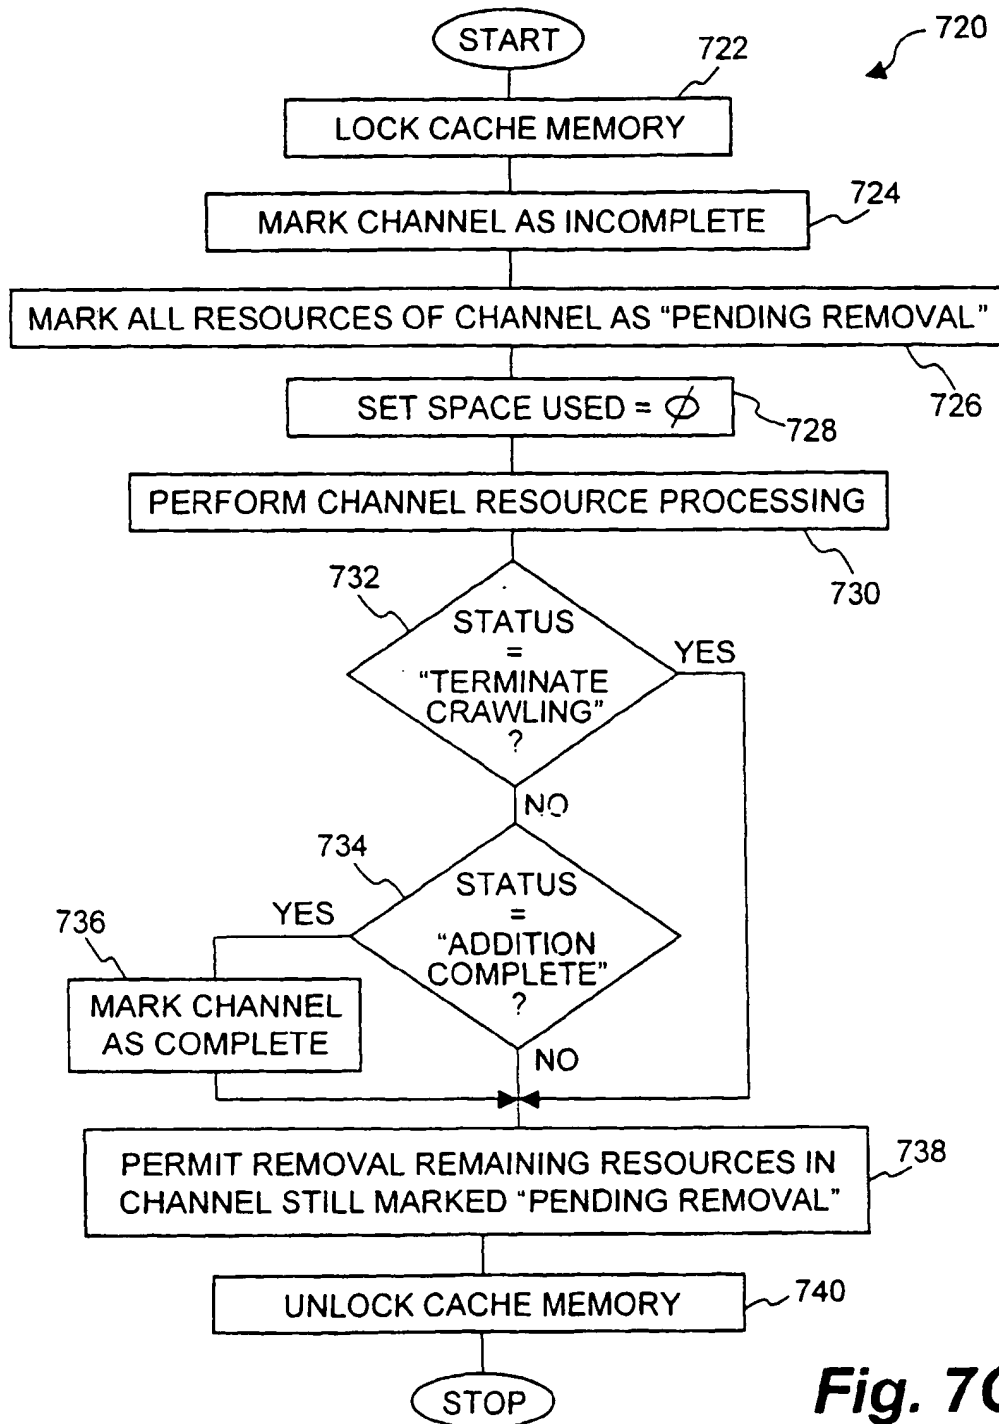 START
720
722
LOCK CACHE MEMORY
724
MARK CHANNEL AS INCOMPLETE
MARK ALL RESOURCES OF CHANNEL AS “PENDING REMOVAL”
726
SET SPACE USED = ∅
728
PERFORM CHANNEL RESOURCE PROCESSING
730
732
STATUS
=
“TERMINATE
CRAWLING”
?
YES
NO
734
STATUS
=
“ADDITION
COMPLETE”
?
YES
736
MARK CHANNEL
AS COMPLETE
NO
738
PERMIT REMOVAL REMAINING RESOURCES IN
CHANNEL STILL MARKED “PENDING REMOVAL”
UNLOCK CACHE MEMORY
740
STOP
Fig. 7C